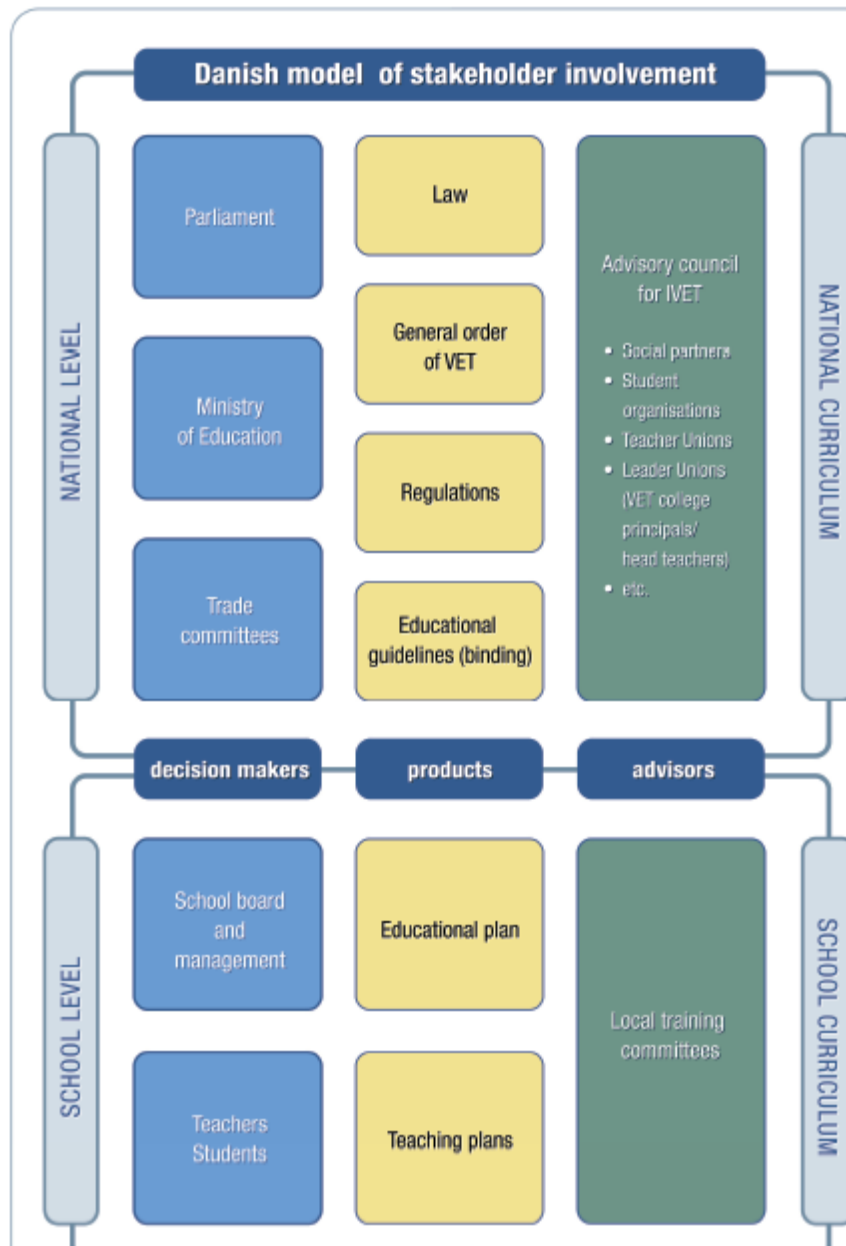 Danish model of stakeholder involvement
NATIONAL LEVEL
Parliament
Ministry
of Education
Trade
committees
Law
General order
of VET
Regulations
Educational
guidelines (binding)
Advisory council
for IVET
• Social partners
• Student
organisations
• Teacher Unions
• Leader Unions
(VET college
principals/
head teachers)
• etc.
NATIONAL CURRICULUM
decision makers
products
advisors
SCHOOL LEVEL
School board
and
management
Teachers
Students
Educational plan
Teaching plans
Local training
committees
SCHOOL CURRICULUM